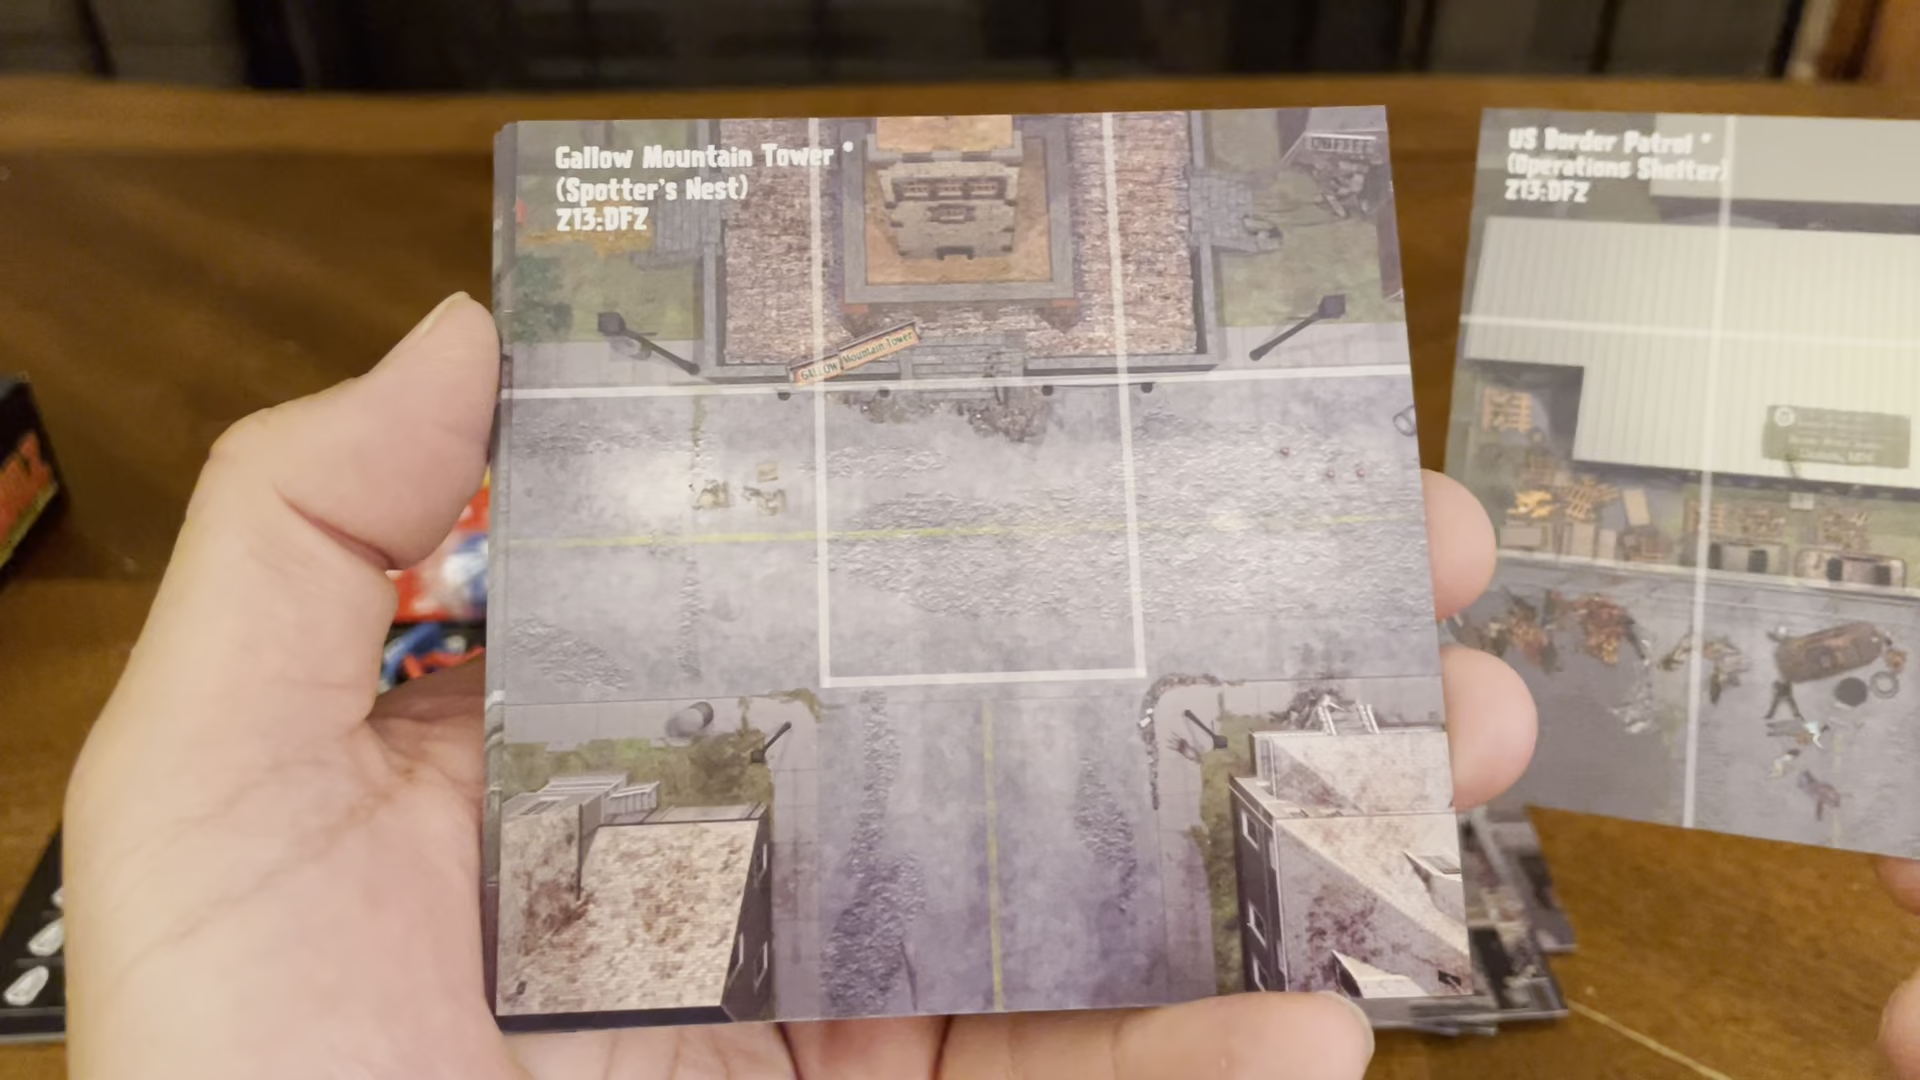 Gallow Mountain Tower *
(Spotter's Nest)
Z13:DFZ
GALLOW Mountain Tower
US Border Patrol *
(Operations Shelter)
Z13:DFZ